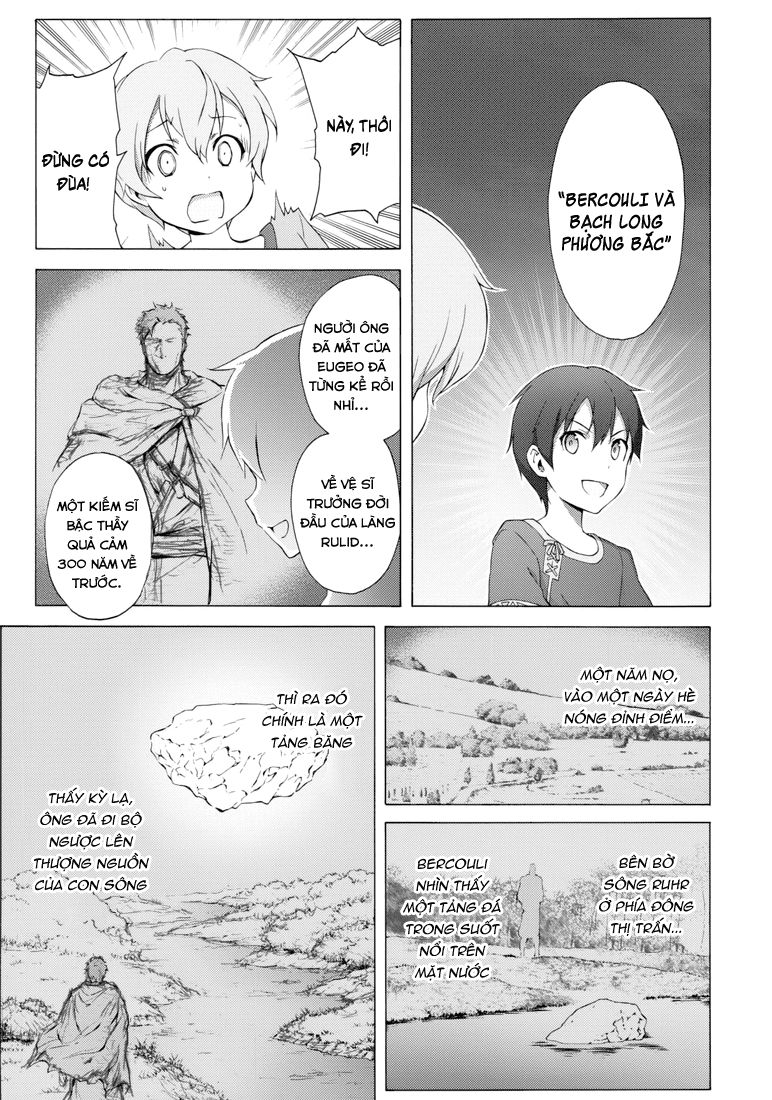 "BERCOULI VÀ
BẠCH LONG
PHƯƠNG BẮC"
NÀY, THÔI
ĐI!
ĐỪNG CÓ
ĐÙA!
NGƯỜI ÔNG
ĐÃ MẤT CỦA
EUGEO ĐÃ
TỪNG KỂ RỒI
NHỈ...
VỀ VỆ SĨ
TRƯỞNG ĐỜI
ĐẦU CỦA LÀNG
RULID...
MỘT KIẾM SĨ
BẬC THẦY
QUẢ CẢM
300 NĂM VỀ
TRƯỚC.
MỘT NĂM NỌ,
VÀO MỘT NGÀY HÈ
NÓNG ĐỈNH ĐIỂM...
BÊN BỜ
SÔNG RUHR
Ở PHÍA ĐÔNG
THỊ TRẤN...
BERCOULI
NHÌN THẤY
MỘT TẢNG ĐÁ
TRONG SUỐT
NỔI TRÊN
MẶT NƯỚC
THÌ RA ĐÓ
CHÍNH LÀ MỘT
TẢNG BĂNG
THẤY KỲ LẠ,
ÔNG ĐÃ ĐI BỘ
NGƯỢC LÊN
THƯỢNG NGUỒN
CỦA CON SÔNG